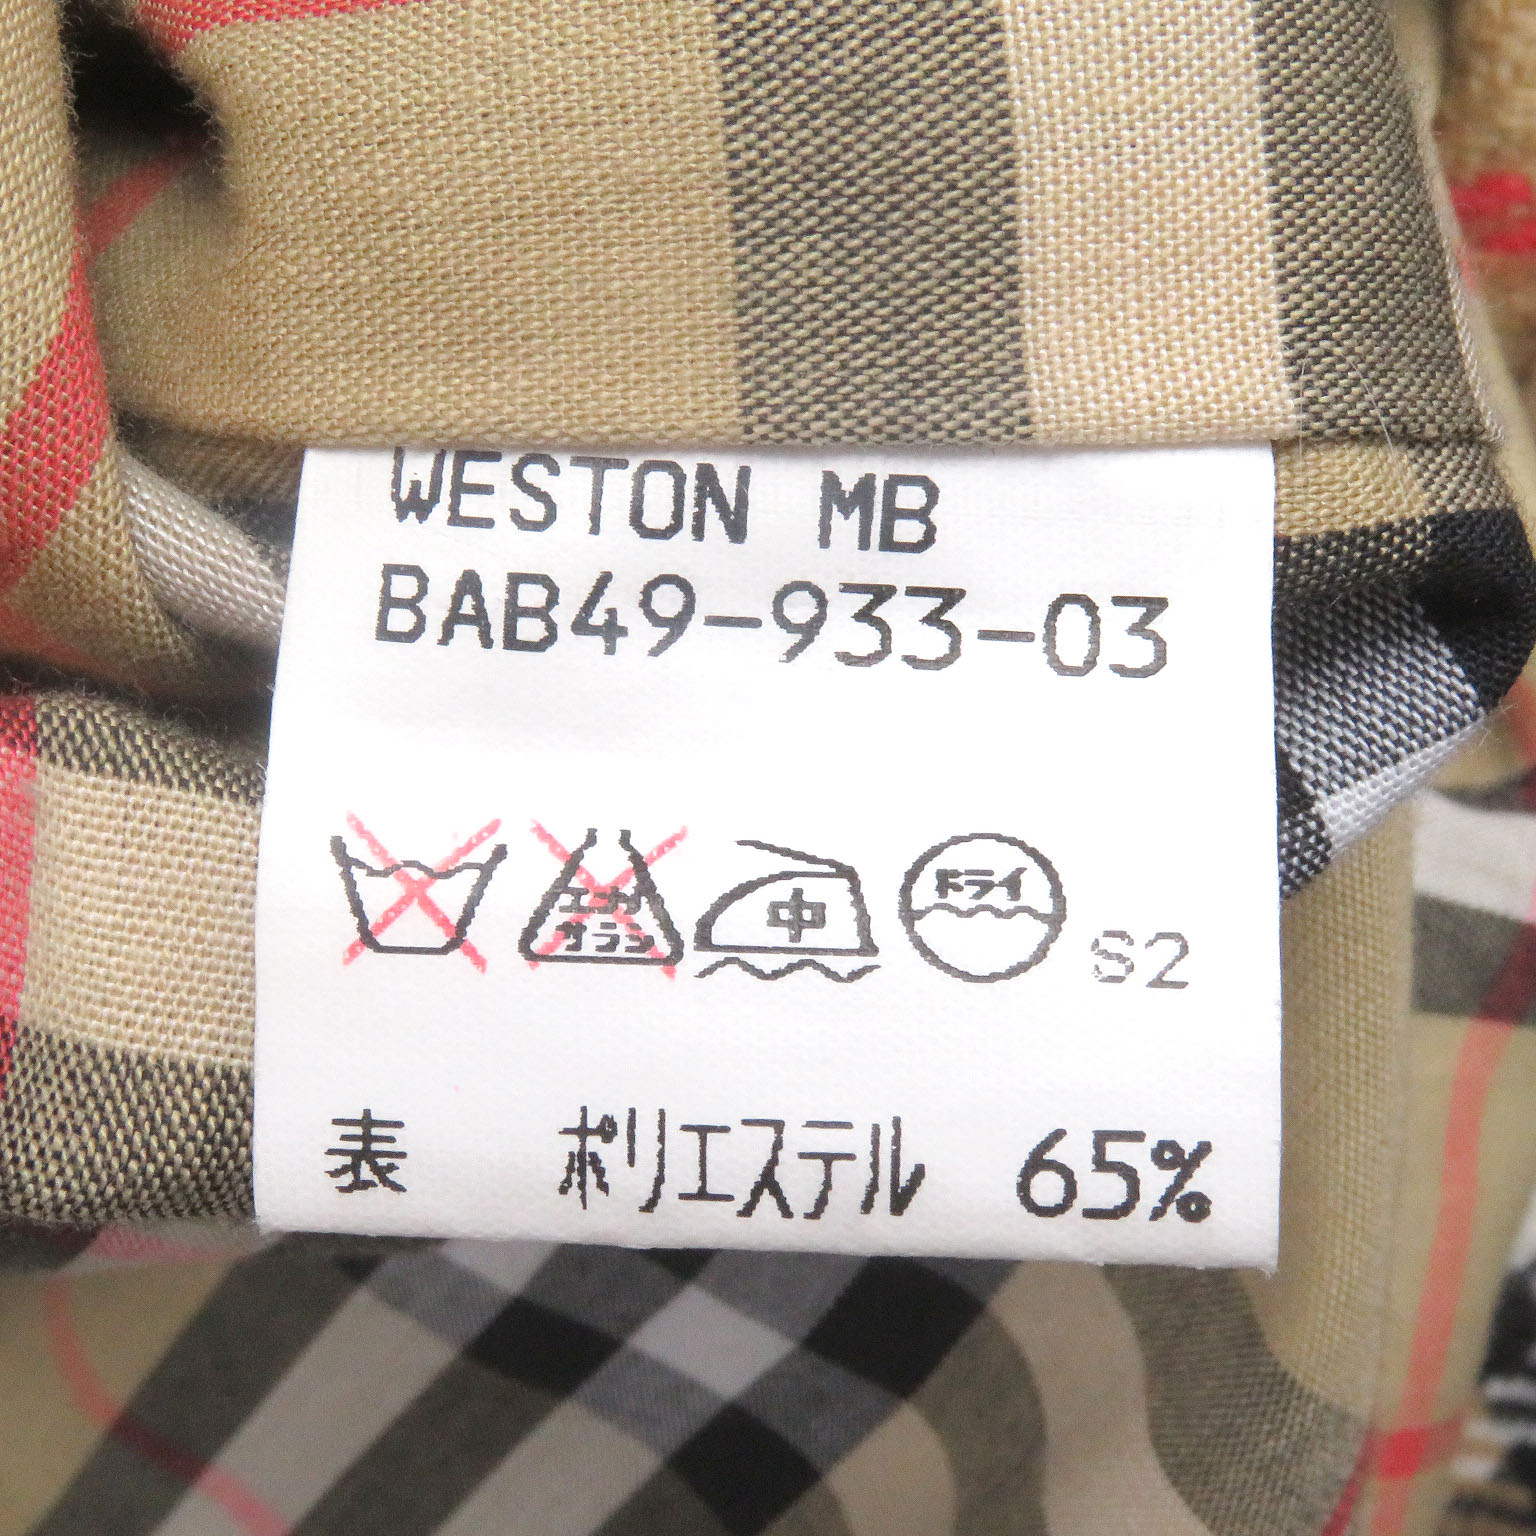 WESTON MB
BAB49-933-03
エンソ サラシ 中 ドライ S2
表 ポリエステル 65%